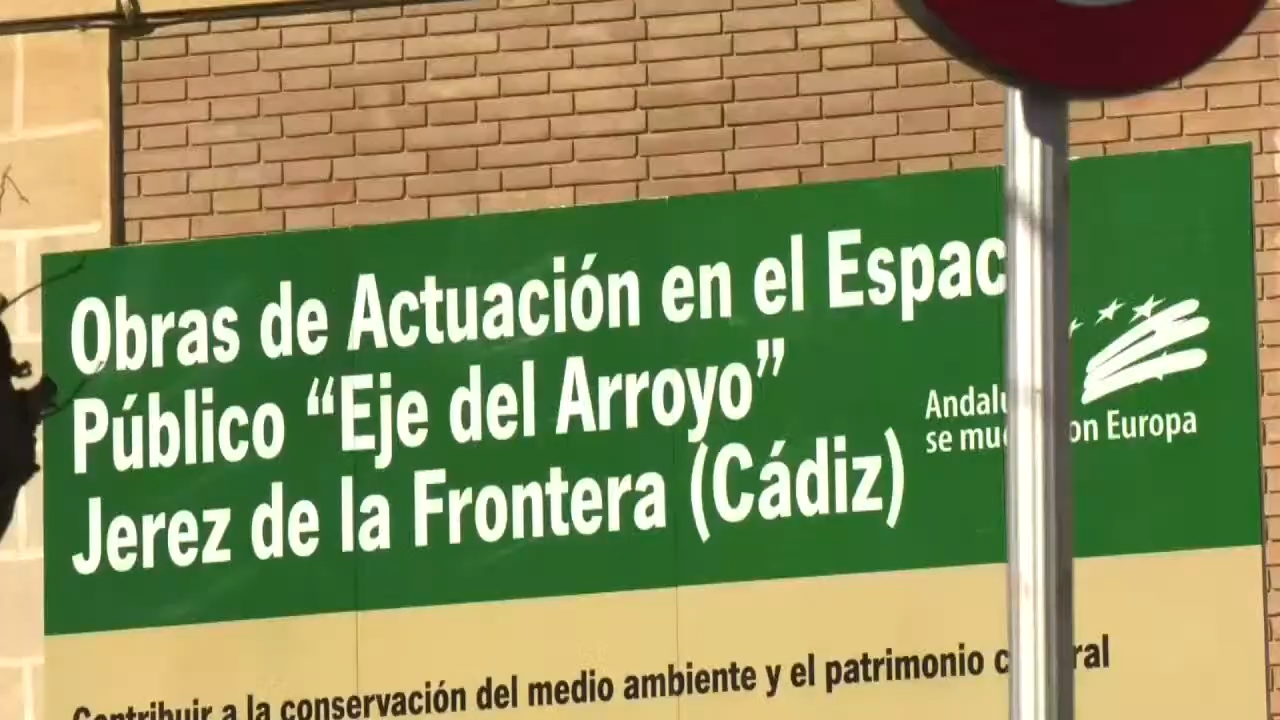 Obras de Actuación en el Espac
Público “Eje del Arroyo”
Jerez de la Frontera (Cádiz)
Andalu
se mue on Europa
Contribuir a la conservación del medio ambiente y el patrimonio c ral